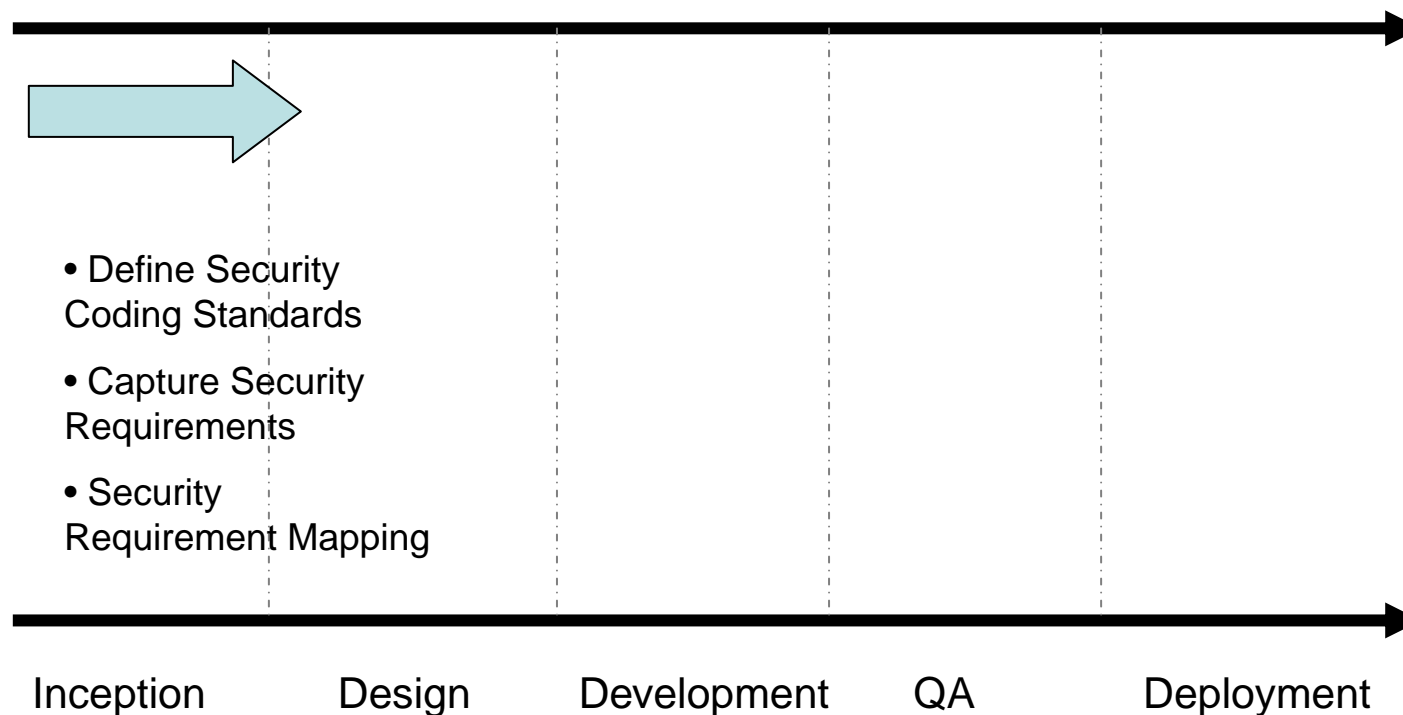 • Define Security
Coding Standards
• Capture Security
Requirements
• Security
Requirement Mapping
Inception Design Development QA Deployment